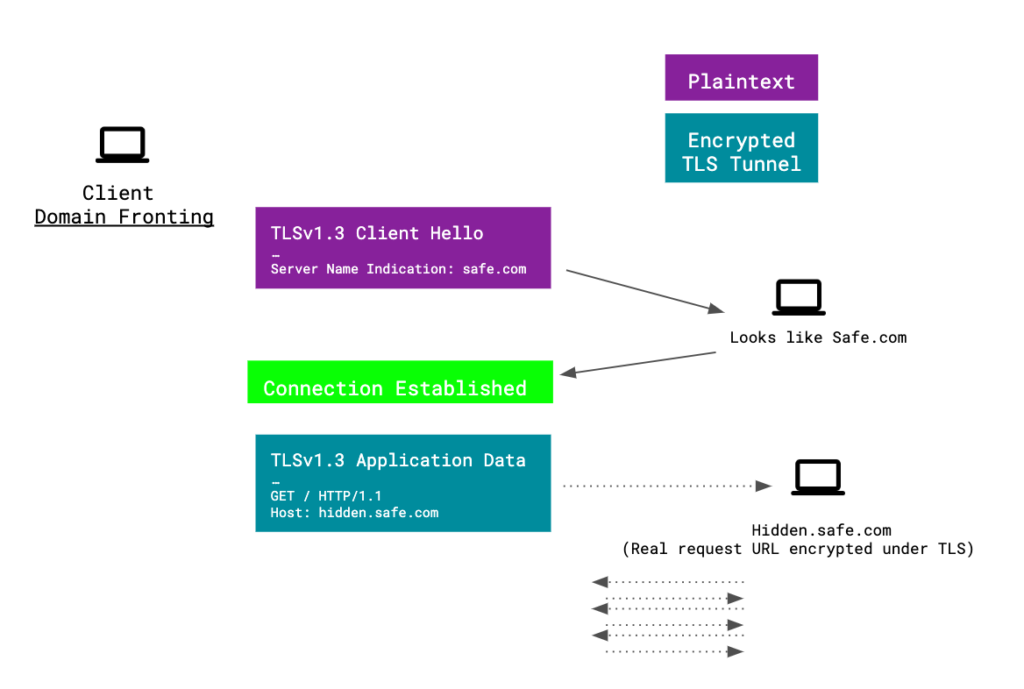 Plaintext
Encrypted
TLS Tunnel
Client
Domain Fronting
TLSv1.3 Client Hello
–
Server Name Indication: safe.com
Looks like Safe.com
Connection Established
TLSv1.3 Application Data
–
GET / HTTP/1.1
Host: hidden.safe.com
Hidden.safe.com
(Real request URL encrypted under TLS)